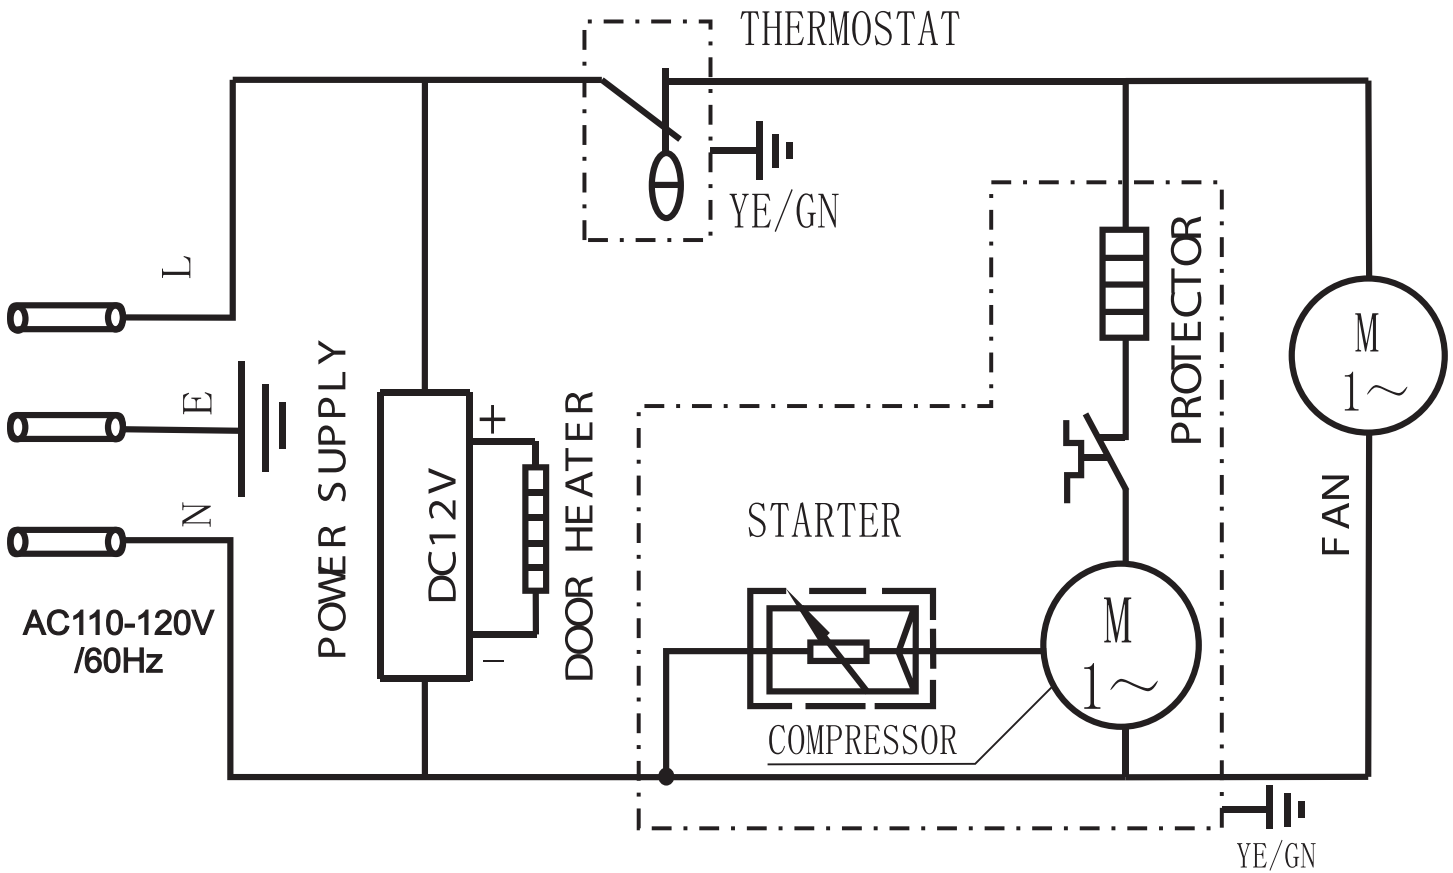 THERMOSTAT
YE/GN
L
E
N
AC110-120V
/60Hz
POWER SUPPLY
DC12V
+
−
DOOR HEATER
STARTER
COMPRESSOR
M
1~
PROTECTOR
M
1~
FAN
YE/GN